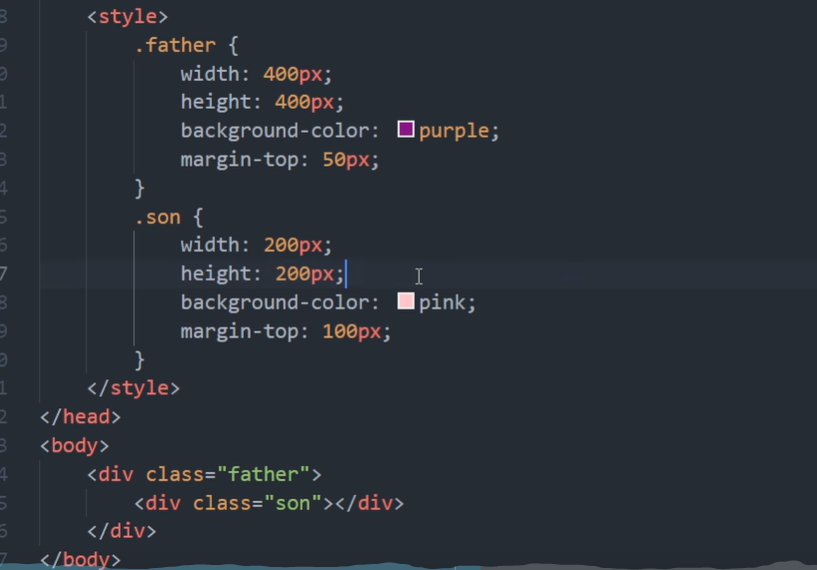 8 <style>
9 .father {
0 width: 400px;
1 height: 400px;
2 background-color: purple;
3 margin-top: 50px;
4 }
5 .son {
6 width: 200px;
7 height: 200px;
8 background-color: pink;
9 margin-top: 100px;
0 }
1 </style>
2 </head>
3 <body>
4 <div class="father">
5 <div class="son"></div>
6 </div>
7 </body>